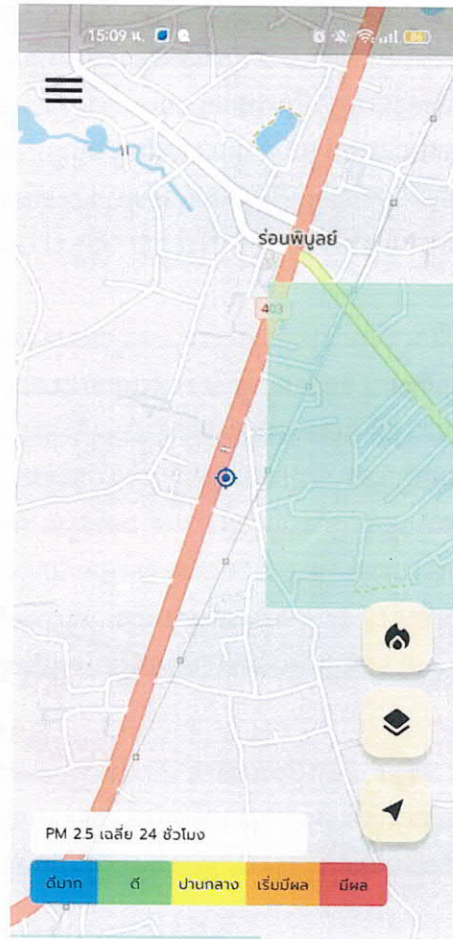 15:09 น.
86
ร่อนพิบูลย์
403
PM 2.5 เฉลี่ย 24 ชั่วโมง
ดีมาก
ดี
ปานกลาง
เริ่มมีผล
มีผล